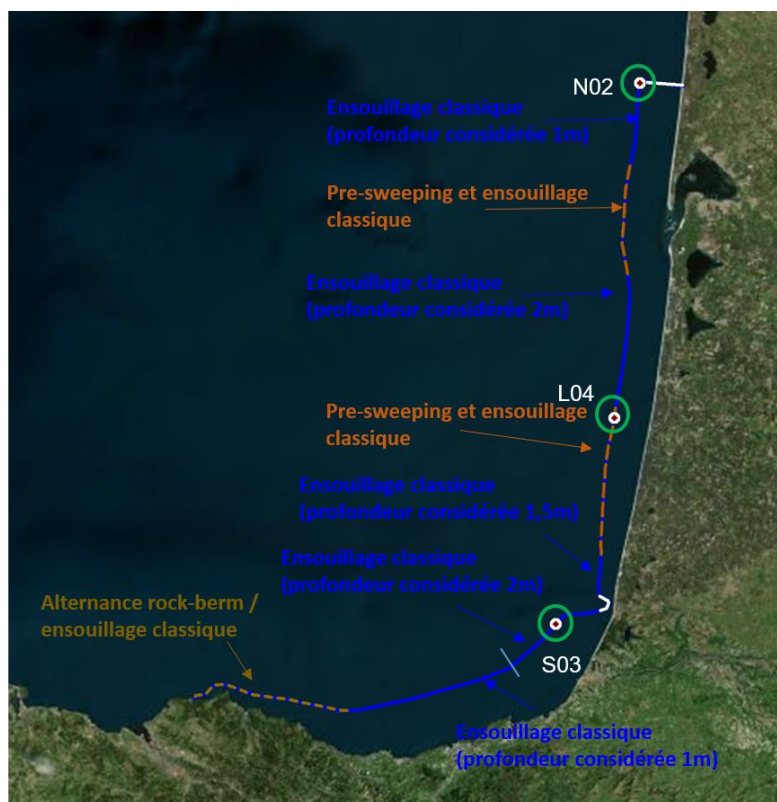 N02
Ensouillage classique
(profondeur considérée 1m)
Pre-sweeping et ensouillage
classique
Ensouillage classique
(profondeur considérée 2m)
L04
Pre-sweeping et ensouillage
classique
Ensouillage classique
(profondeur considérée 1,5m)
Ensouillage classique
(profondeur considérée 2m)
Alternance rock-berm /
ensouillage classique
S03
Ensouillage classique
(profondeur considérée 1m)